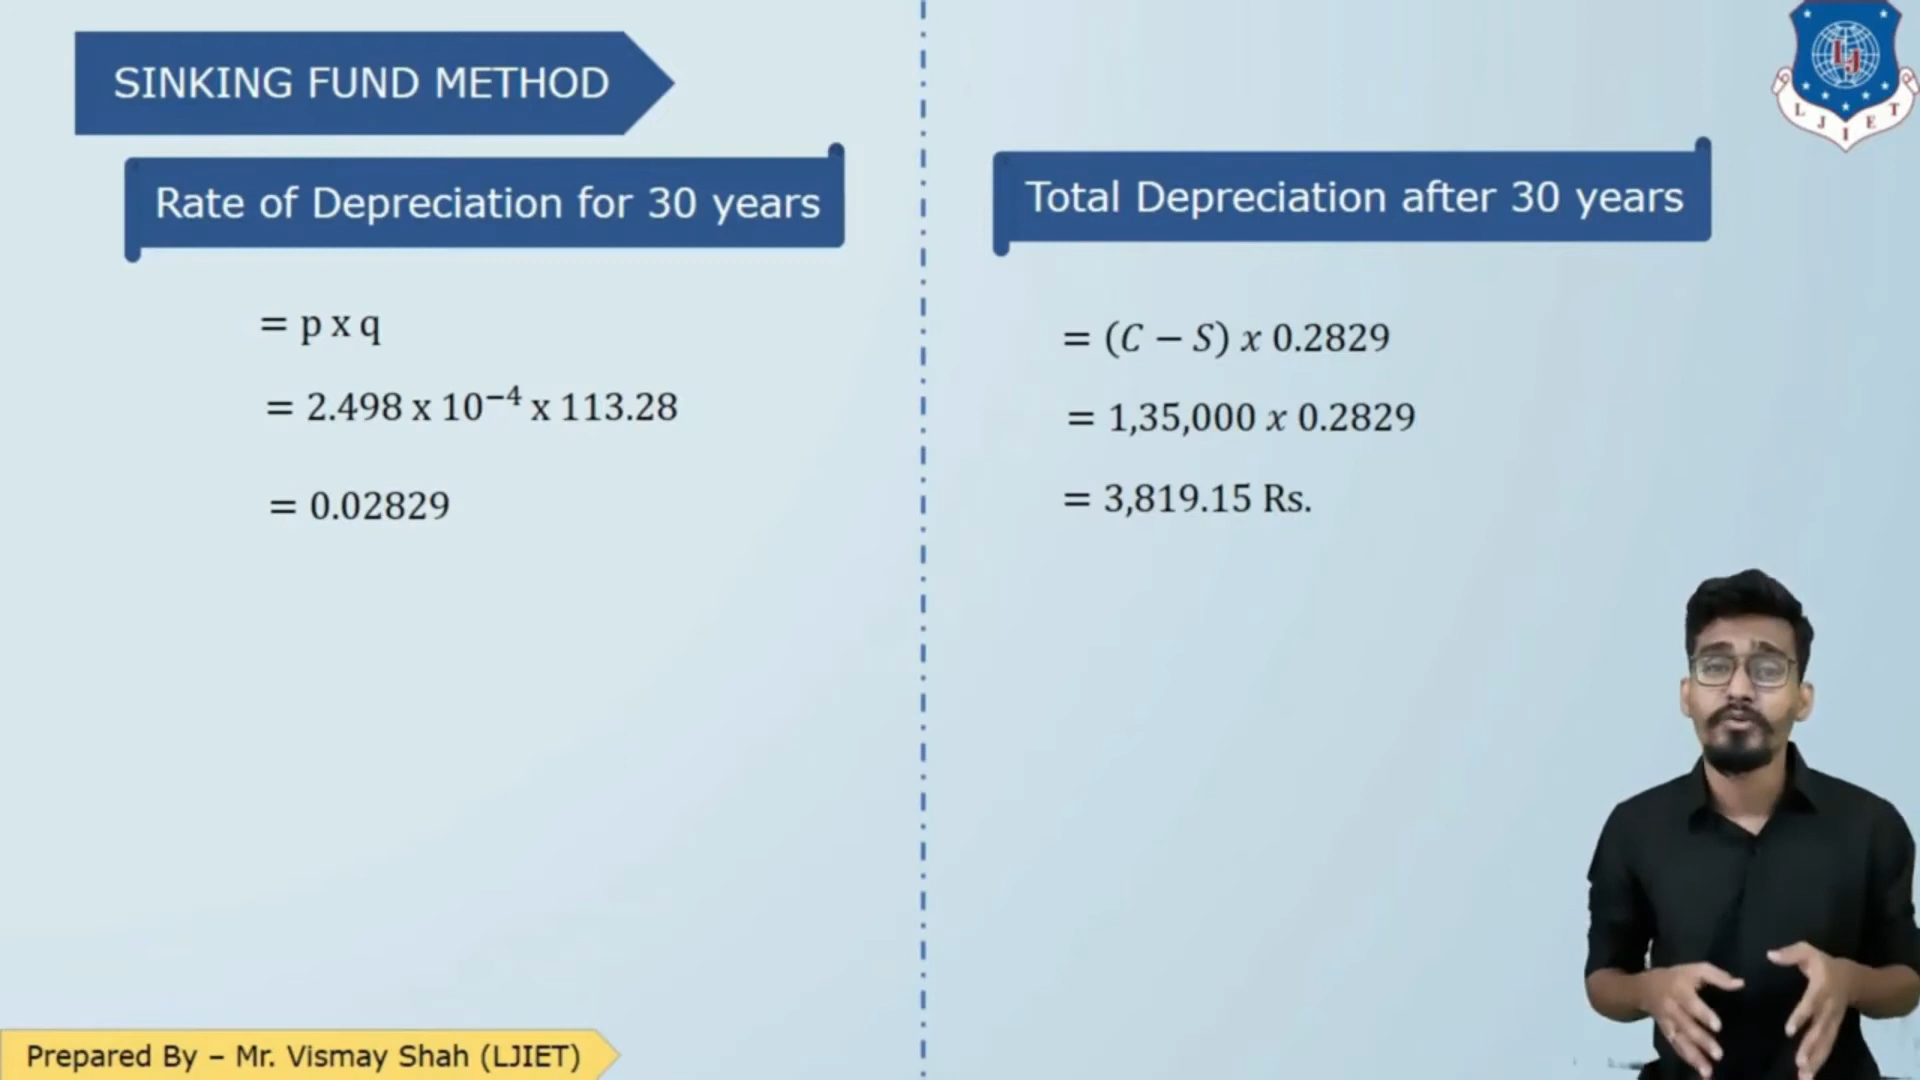 SINKING FUND METHOD
Rate of Depreciation for 30 years
= p x q
= 2.498 x 10⁻⁴ x 113.28
= 0.02829
Total Depreciation after 30 years
= (C − S) x 0.2829
= 1,35,000 x 0.2829
= 3,819.15 Rs.
LJ
L J I E T
Prepared By – Mr. Vismay Shah (LJIET)